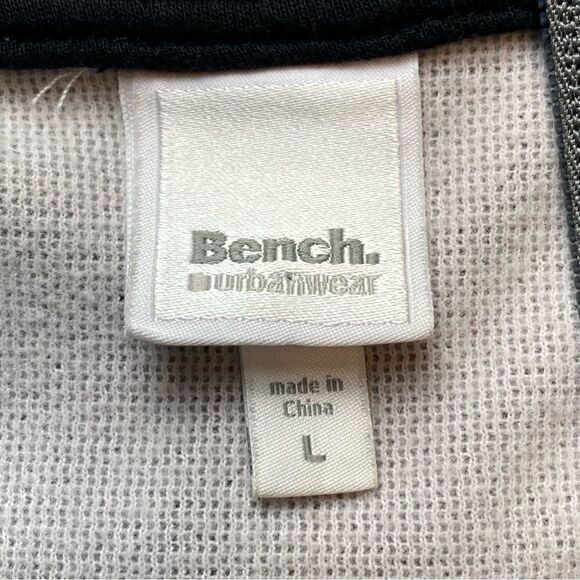 Bench.
urbanwear
made in
China
L